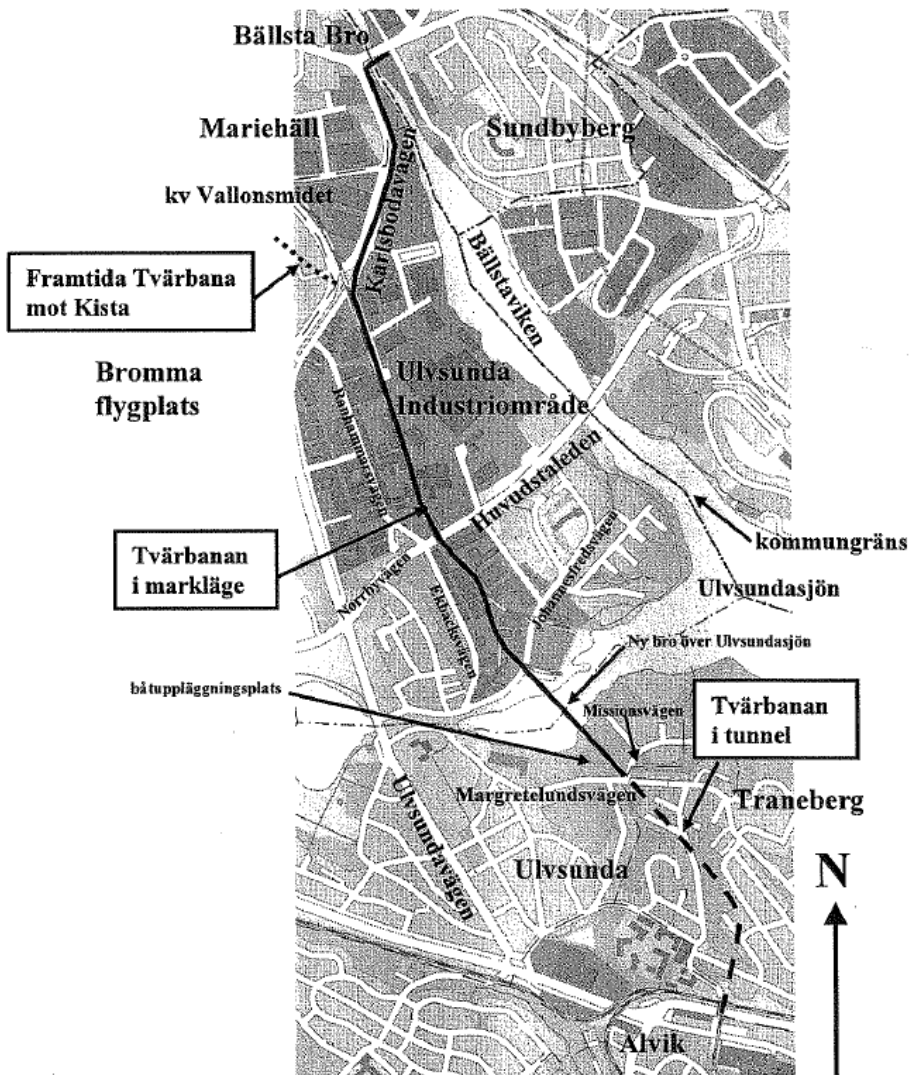 Bällsta Bro
Mariehäll
Sundbyberg
kv Vallonsmidet
Karlsbodavägen
Bällstaviken
Framtida Tvärbana
mot Kista
Bromma
flygplats
Ulvsunda
Industriområde
Ranhammarsvägen
Huvudstaleden
Tvärbanan
i markläge
kommungräns
Norrbyvägen
Ekbacksvägen
Johannesfredsvägen
Ulvsundasjön
Ny bro över Ulvsundasjön
båtuppläggningsplats
Missionsvägen
Tvärbanan
i tunnel
Margretelundsvägen
Traneberg
Ulvsundavägen
Ulvsunda
N
Alvik